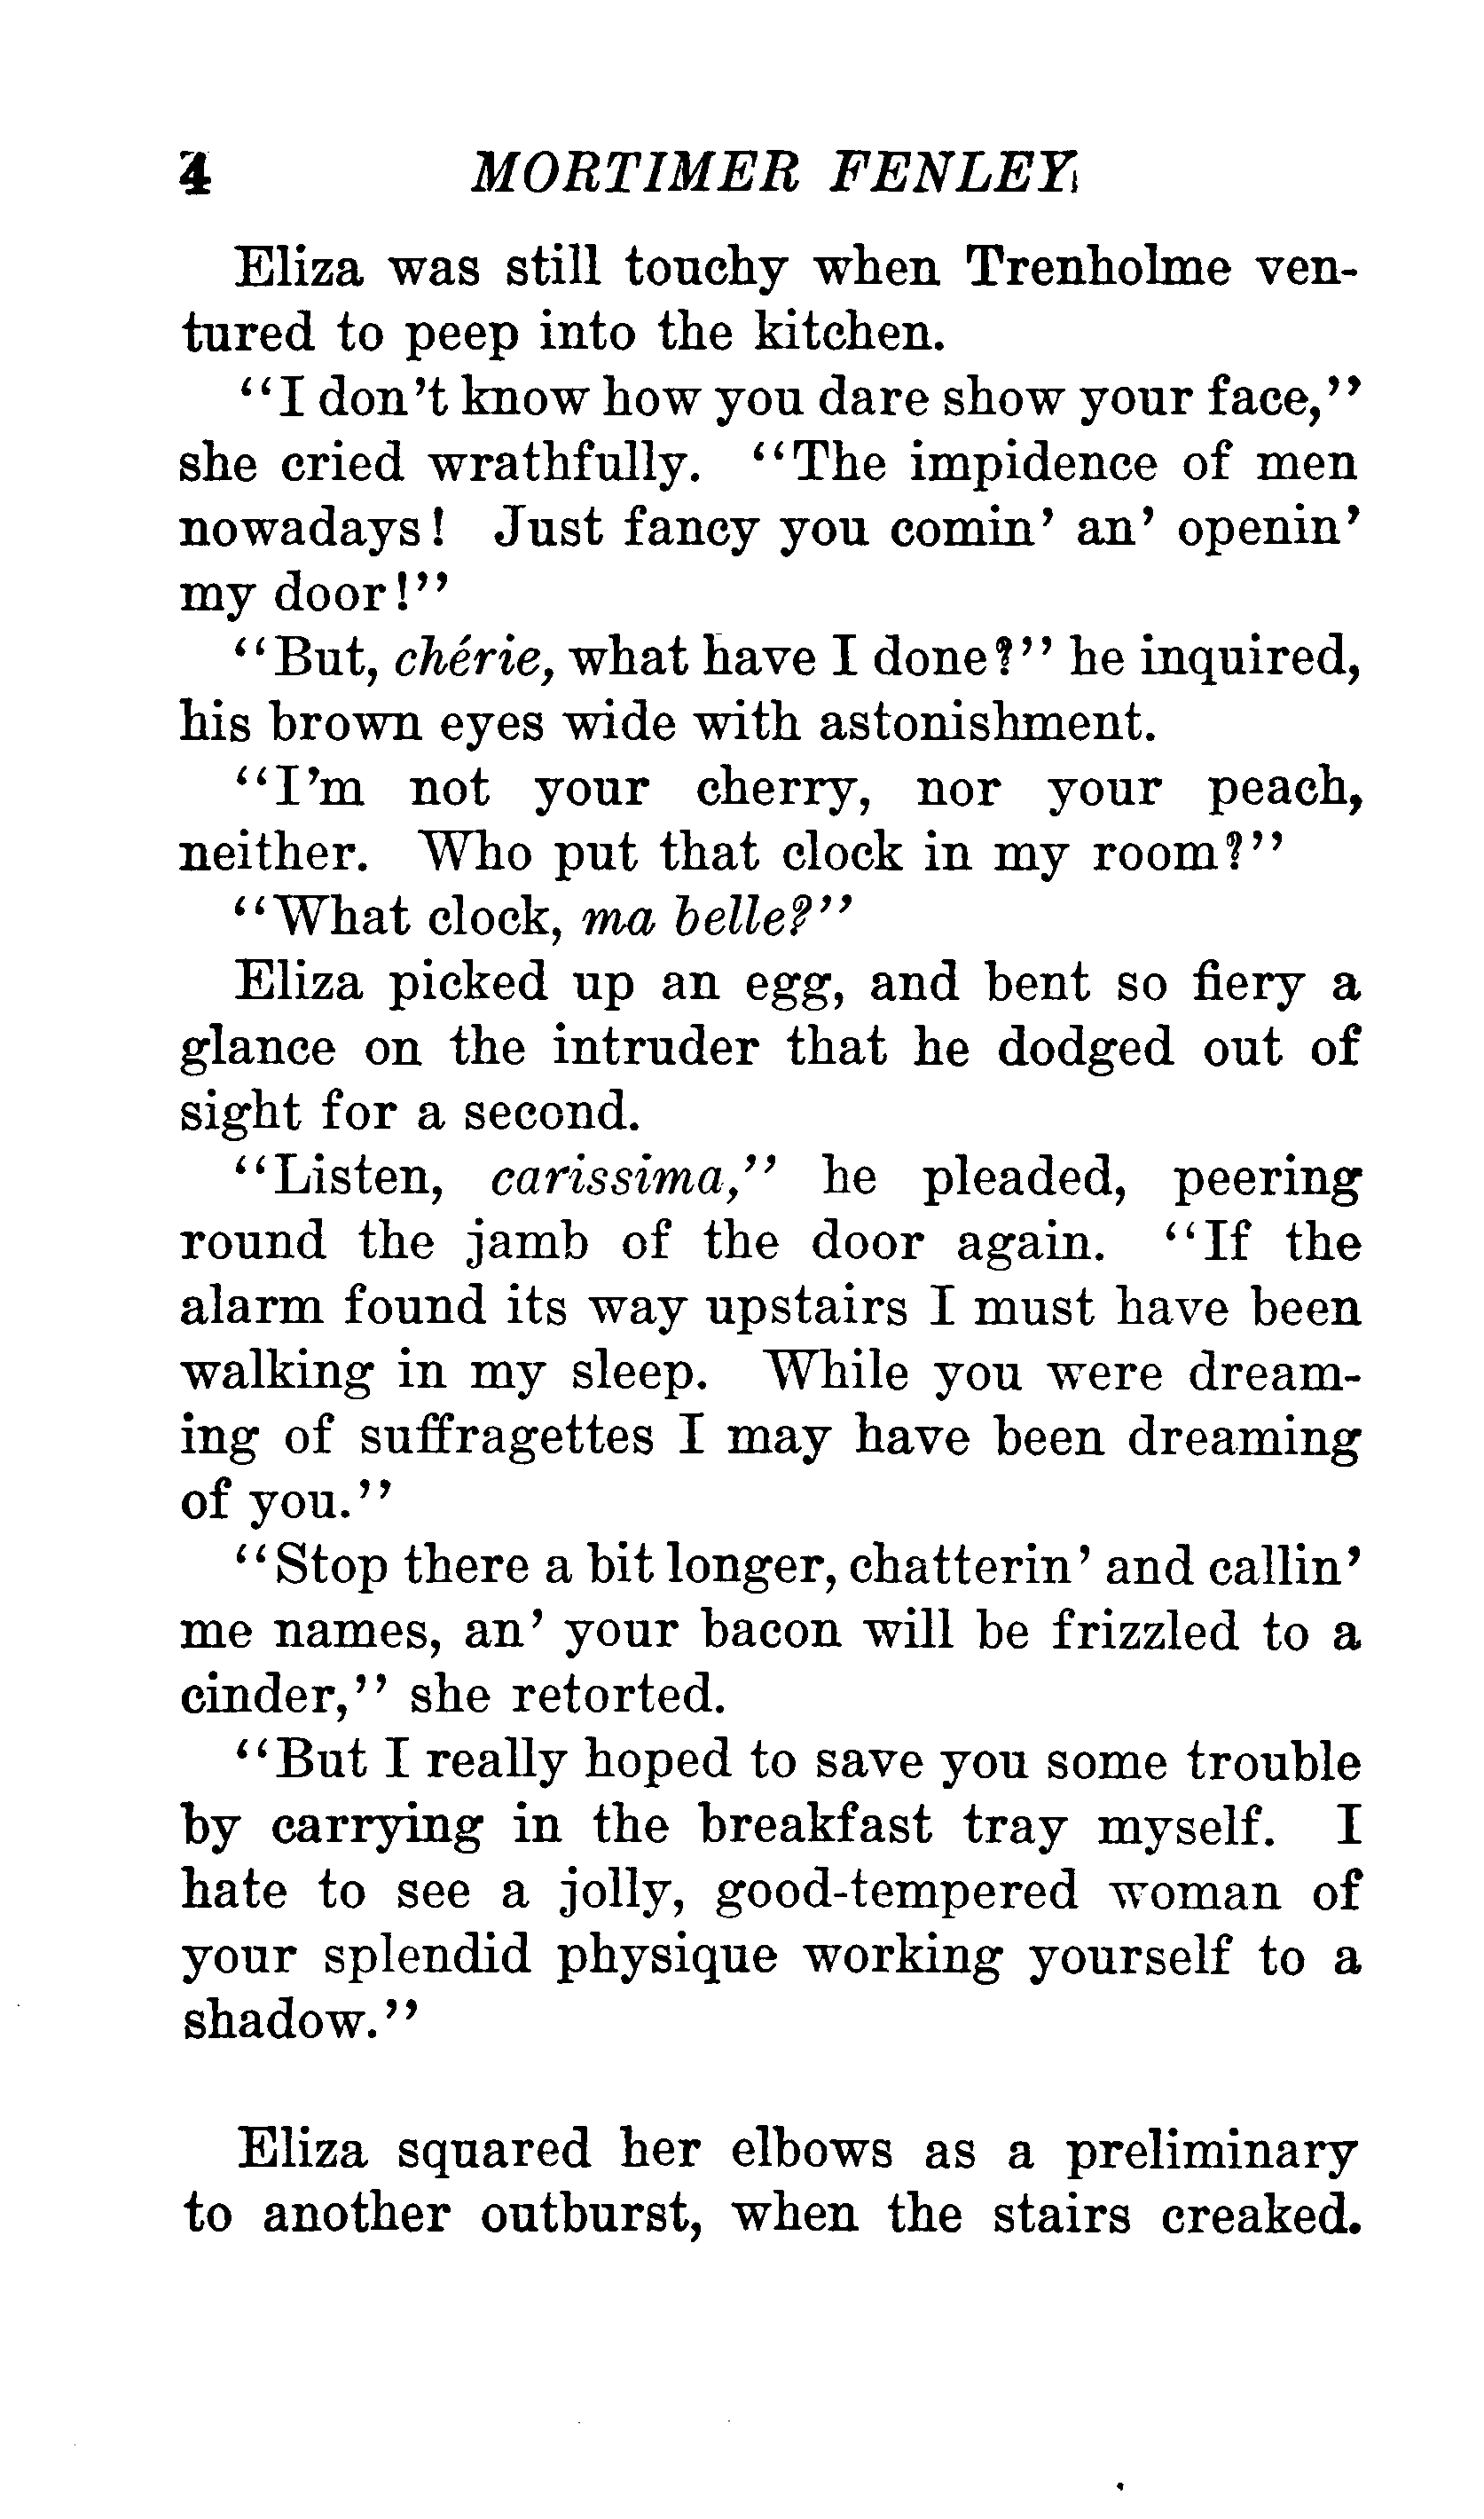 4 MORTIMER FENLEY
Eliza was still touchy when Trenholme ven-
tured to peep into the kitchen.
"I don't know how you dare show your face,"
she cried wrathfully. "The impidence of men
nowadays! Just fancy you comin' an' openin'
my door!"
"But, chérie, what have I done?" he inquired,
his brown eyes wide with astonishment.
"I'm not your cherry, nor your peach,
neither. Who put that clock in my room?"
"What clock, ma belle?"
Eliza picked up an egg, and bent so fiery a
glance on the intruder that he dodged out of
sight for a second.
"Listen, carissima," he pleaded, peering
round the jamb of the door again. "If the
alarm found its way upstairs I must have been
walking in my sleep. While you were dream-
ing of suffragettes I may have been dreaming
of you."
"Stop there a bit longer, chatterin' and callin'
me names, an' your bacon will be frizzled to a
cinder," she retorted.
"But I really hoped to save you some trouble
by carrying in the breakfast tray myself. I
hate to see a jolly, good-tempered woman of
your splendid physique working yourself to a
shadow."
Eliza squared her elbows as a preliminary
to another outburst, when the stairs creaked.